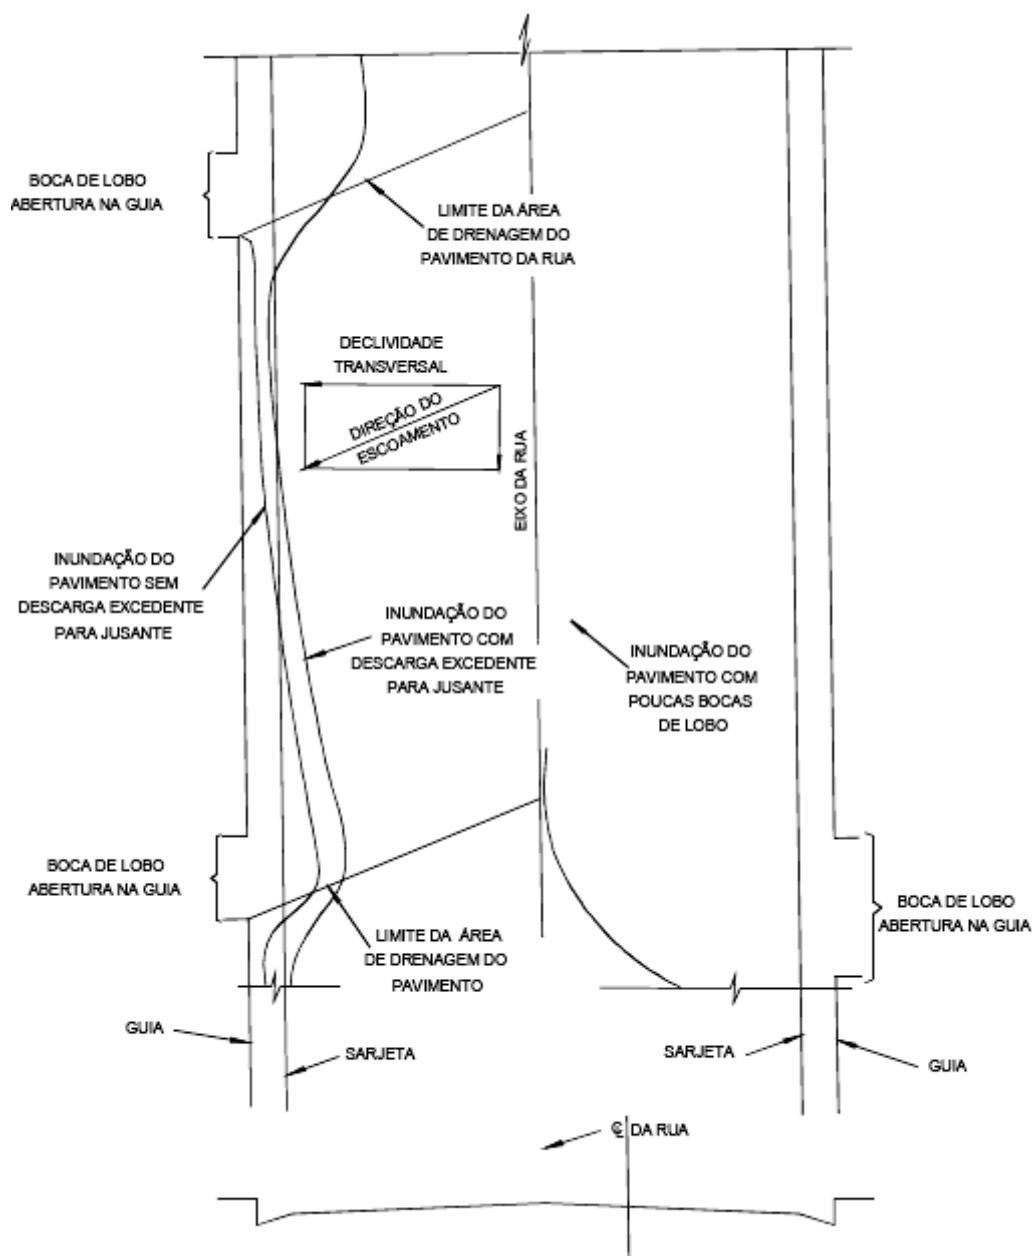 BOCA DE LOBO
ABERTURA NA GUIA
LIMITE DA ÁREA
DE DRENAGEM DO
PAVIMENTO DA RUA
DECLIVIDADE
TRANSVERSAL
DIREÇÃO DO
ESCOAMENTO
EIXO DA RUA
INUNDAÇÃO DO
PAVIMENTO SEM
DESCARGA EXCEDENTE
PARA JUSANTE
INUNDAÇÃO DO
PAVIMENTO COM
DESCARGA EXCEDENTE
PARA JUSANTE
INUNDAÇÃO DO
PAVIMENTO COM
POUCAS BOCAS
DE LOBO
BOCA DE LOBO
ABERTURA NA GUIA
BOCA DE LOBO
ABERTURA NA GUIA
LIMITE DA ÁREA
DE DRENAGEM DO
PAVIMENTO
GUIA
SARJETA
SARJETA
GUIA
℄ DA RUA